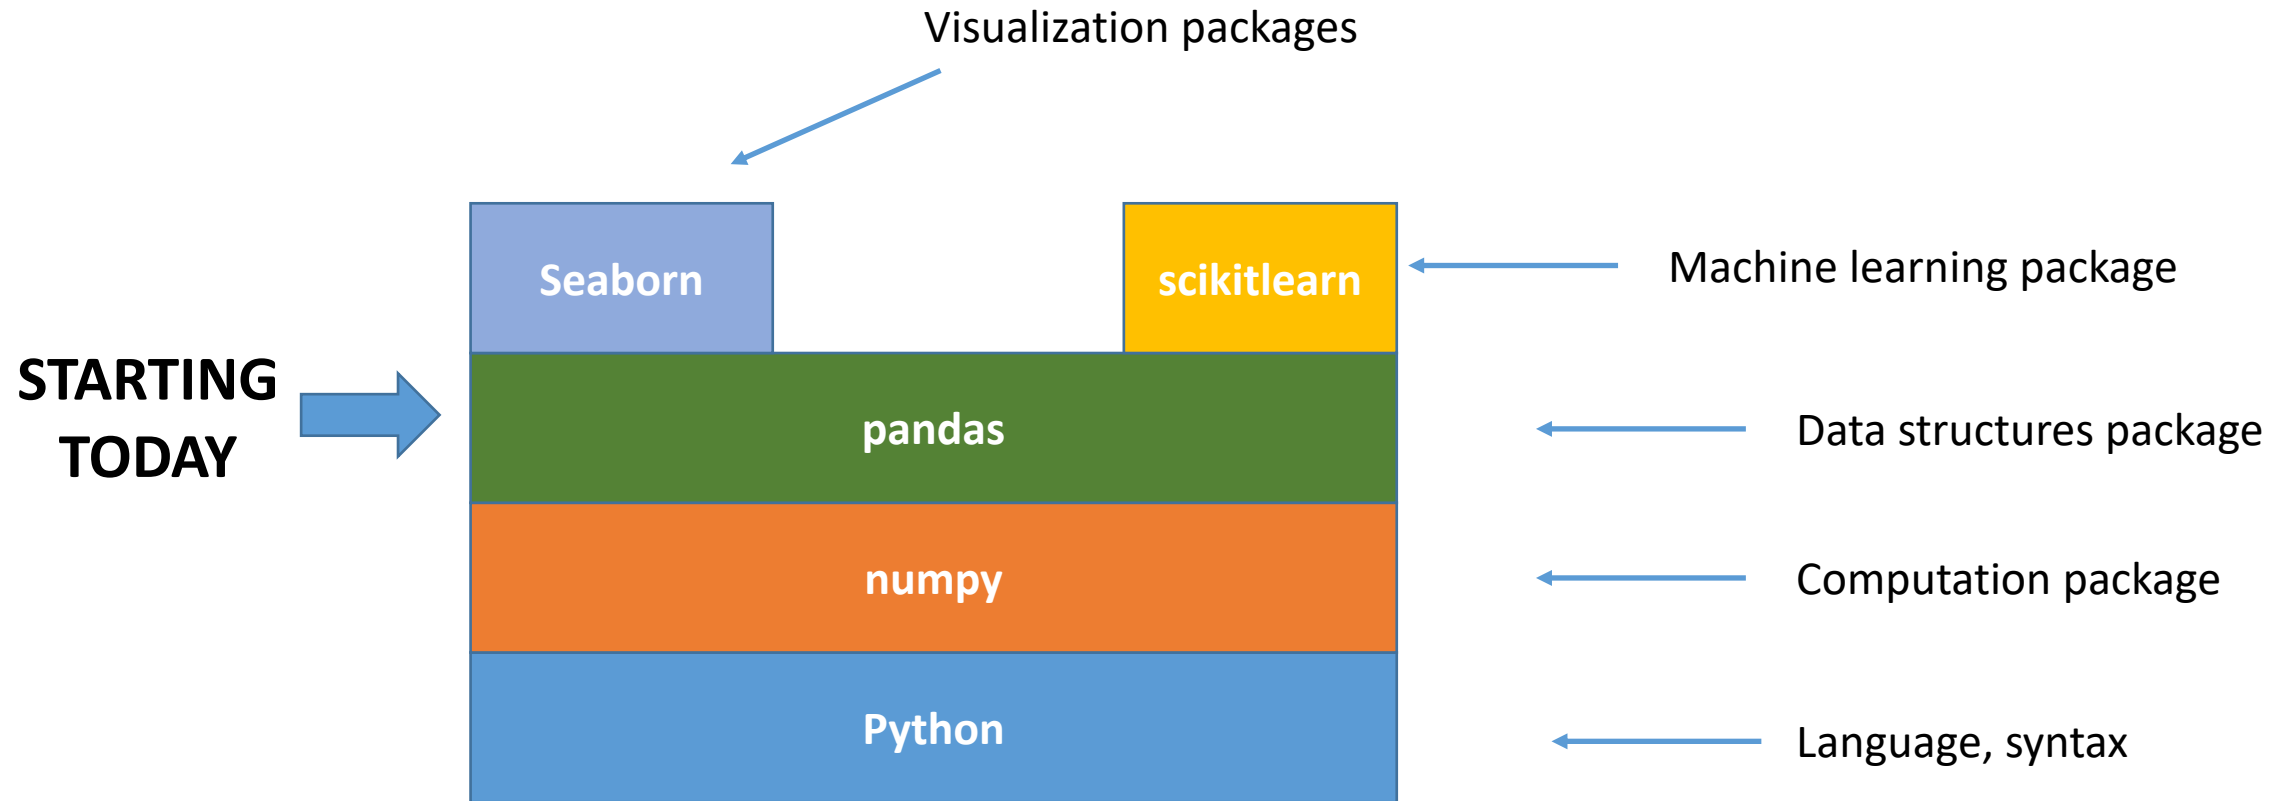 Visualization packages
Seaborn
scikitlearn
Machine learning package
STARTING
TODAY
pandas
Data structures package
numpy
Computation package
Python
Language, syntax